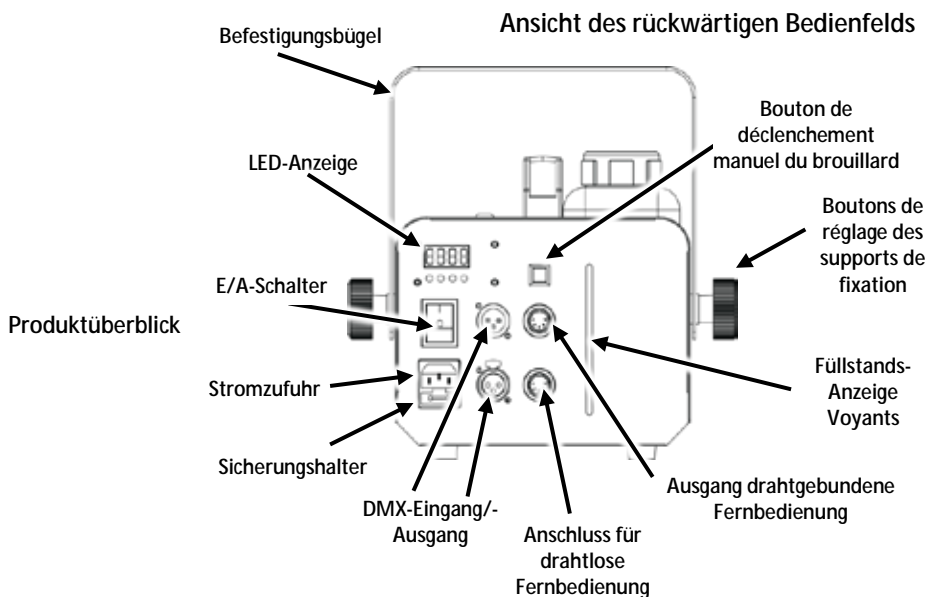 Ansicht des rückwärtigen Bedienfelds
Befestigungsbügel
Bouton de
déclenchement
manuel du brouillard
LED-Anzeige
Boutons de
réglage des
supports de
fixation
E/A-Schalter
Produktüberblick
Stromzufuhr
Füllstands-
Anzeige
Voyants
Sicherungshalter
Ausgang drahtgebundene
Fernbedienung
DMX-Eingang/-
Ausgang
Anschluss für
drahtlose
Fernbedienung